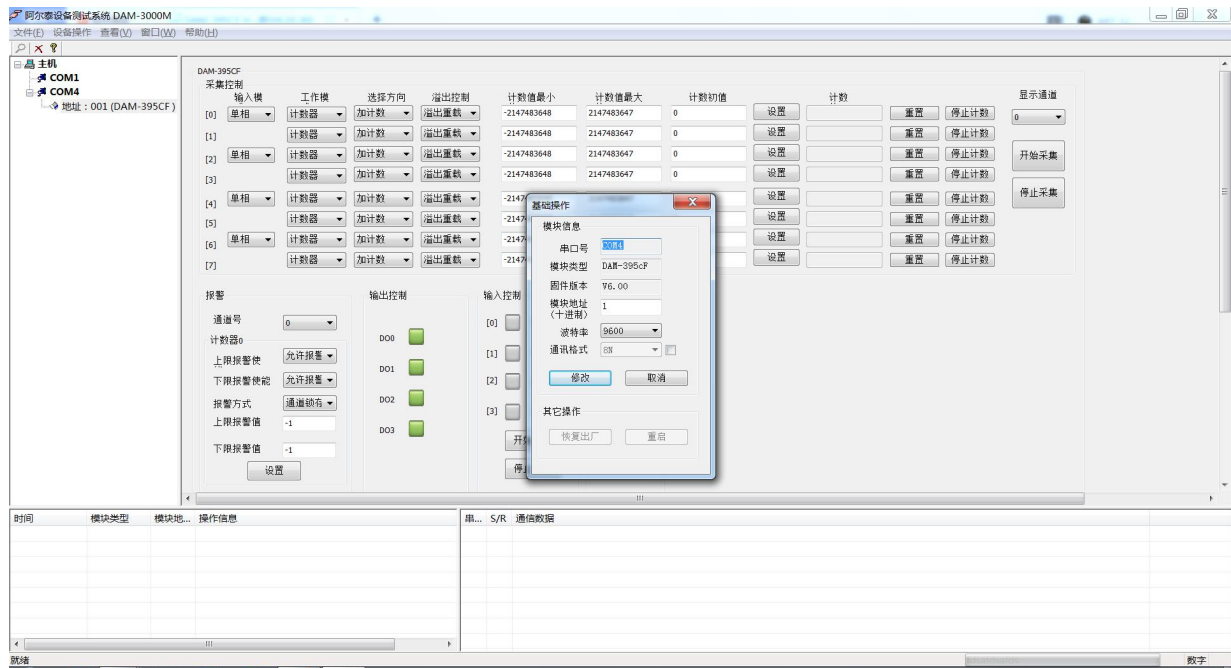 阿尔泰设备测试系统 DAM-3000M
文件(F) 设备操作 查看(V) 窗口(W) 帮助(H)
主机
COM1
COM4
地址：001 (DAM-395CF)
DAM-395CF
采集控制
输入模 工作模 选择方向 溢出控制 计数值最小 计数值最大 计数初值 计数 显示通道
[0] 单相 计数器 加计数 溢出重载 -2147483648 2147483647 0 设置 重置 停止计数 0
[1] 计数器 加计数 溢出重载 -2147483648 2147483647 0 设置 重置 停止计数
[2] 单相 计数器 加计数 溢出重载 -2147483648 2147483647 0 设置 重置 停止计数 开始采集
[3] 计数器 加计数 溢出重载 -2147483648 2147483647 0 设置 重置 停止计数
[4] 单相 计数器 加计数 溢出重载 -2147 设置 重置 停止计数 停止采集
[5] 计数器 加计数 溢出重载 -2147 设置 重置 停止计数
[6] 单相 计数器 加计数 溢出重载 -2147 设置 重置 停止计数
[7] 计数器 加计数 溢出重载 -2147 设置 重置 停止计数
基础操作
模块信息
串口号 COM4
模块类型 DAM-395cF
固件版本 V6.00
模块地址 1
(十进制)
波特率 9600
通讯格式 8N
修改 取消
其它操作
恢复出厂 重启
报警
通道号 0
计数器0
上限报警使 允许报警
下限报警使能 允许报警
报警方式 通道锁存
上限报警值 -1
下限报警值 -1
设置
输出控制
DO0
DO1
DO2
DO3
输入控制
[0]
[1]
[2]
[3]
时间 模块类型 模块地... 操作信息
串... S/R 通信数据
就绪 数字